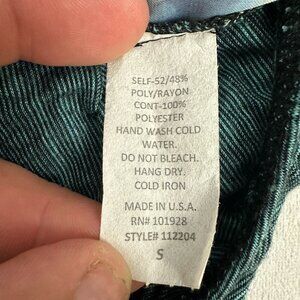 SELF-52/48%
POLY/RAYON
CONT-100%
POLYESTER
HAND WASH COLD
WATER.
DO NOT BLEACH.
HANG DRY.
COLD IRON
MADE IN U.S.A.
RN# 101928
STYLE# 112204
S